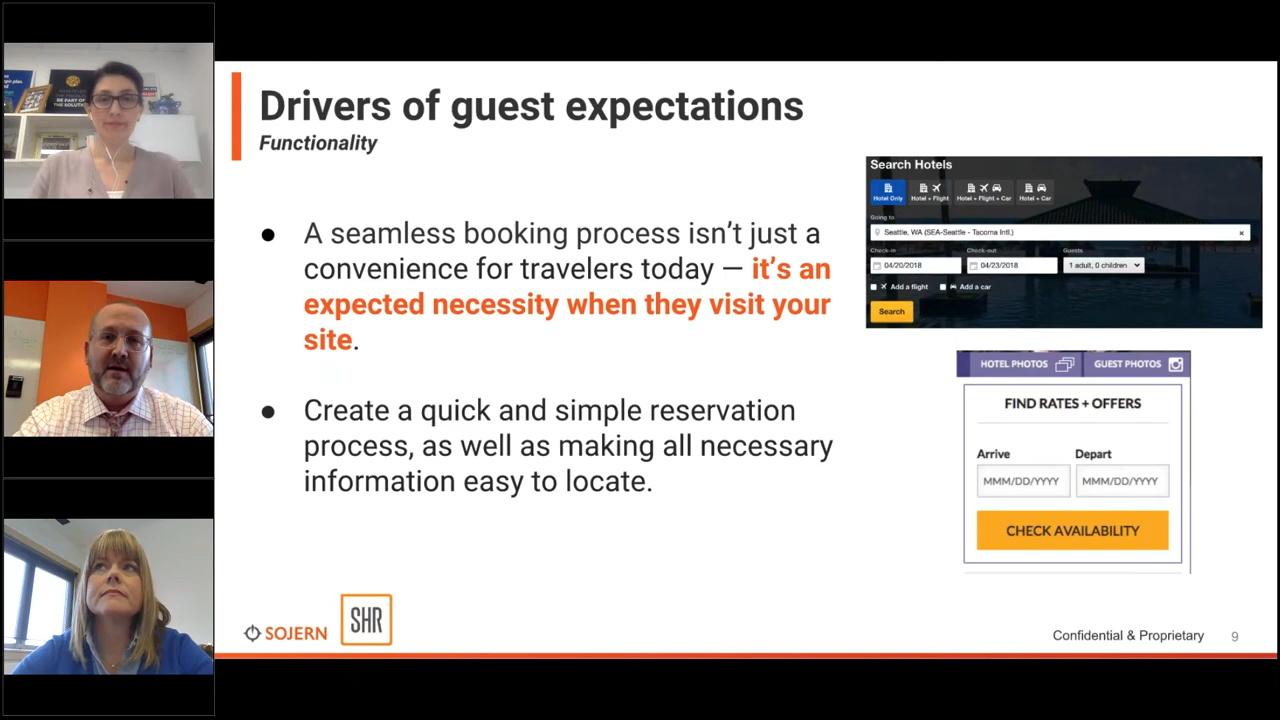 BE PART OF
THE SOLUTION
Drivers of guest expectations
Functionality
● A seamless booking process isn’t just a
convenience for travelers today — it’s an
expected necessity when they visit your
site.
● Create a quick and simple reservation
process, as well as making all necessary
information easy to locate.
Search Hotels
Hotel Only Hotel + Flight Hotel + Flight + Car Hotel + Car
Going to
Seattle, WA (SEA-Seattle - Tacoma Intl.) ×
Check-in Check-out Guests
04/20/2018 04/23/2018 1 adult, 0 children
Add a flight Add a car
Search
HOTEL PHOTOS GUEST PHOTOS
FIND RATES + OFFERS
Arrive Depart
MMM/DD/YYYY MMM/DD/YYYY
CHECK AVAILABILITY
SOJERN SHR
Confidential & Proprietary 9